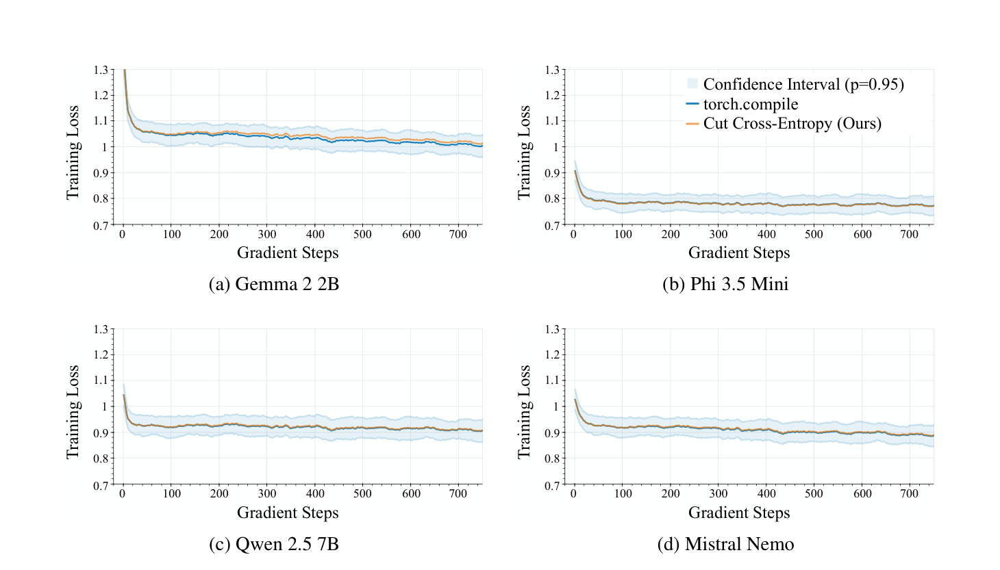 1.3
1.2
1.1
1
0.9
0.8
0.7
Training Loss
0 100 200 300 400 500 600 700
Gradient Steps
(a) Gemma 2 2B
1.3
1.2
1.1
1
0.9
0.8
0.7
Training Loss
Confidence Interval (p=0.95)
torch.compile
Cut Cross-Entropy (Ours)
0 100 200 300 400 500 600 700
Gradient Steps
(b) Phi 3.5 Mini
1.3
1.2
1.1
1
0.9
0.8
0.7
Training Loss
0 100 200 300 400 500 600 700
Gradient Steps
(c) Qwen 2.5 7B
1.3
1.2
1.1
1
0.9
0.8
0.7
Training Loss
0 100 200 300 400 500 600 700
Gradient Steps
(d) Mistral Nemo